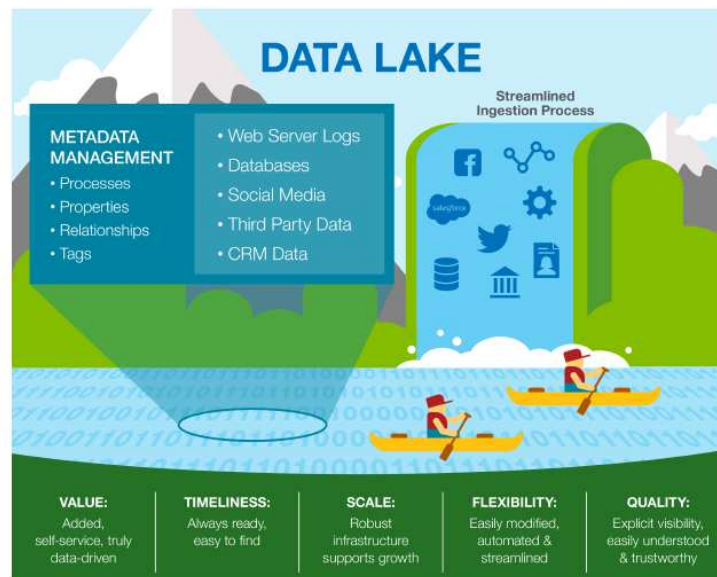 DATA LAKE
Streamlined
Ingestion Process
METADATA
MANAGEMENT
• Processes
• Properties
• Relationships
• Tags
• Web Server Logs
• Databases
• Social Media
• Third Party Data
• CRM Data
salesforce
VALUE:
Added,
self-service, truly
data-driven
TIMELINESS:
Always ready,
easy to find
SCALE:
Robust
infrastructure
supports growth
FLEXIBILITY:
Easily modified,
automated &
streamlined
QUALITY:
Explicit visibility,
easily understood
& trustworthy